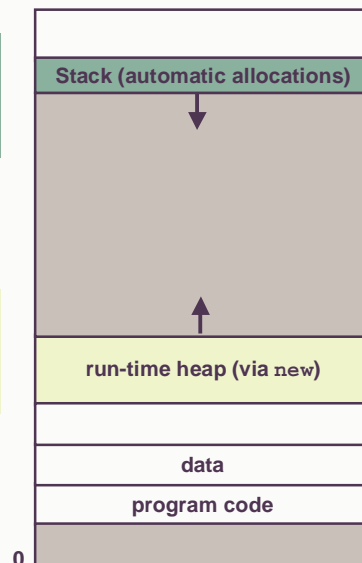 Stack (automatic allocations)
run-time heap (via new)
data
program code
0